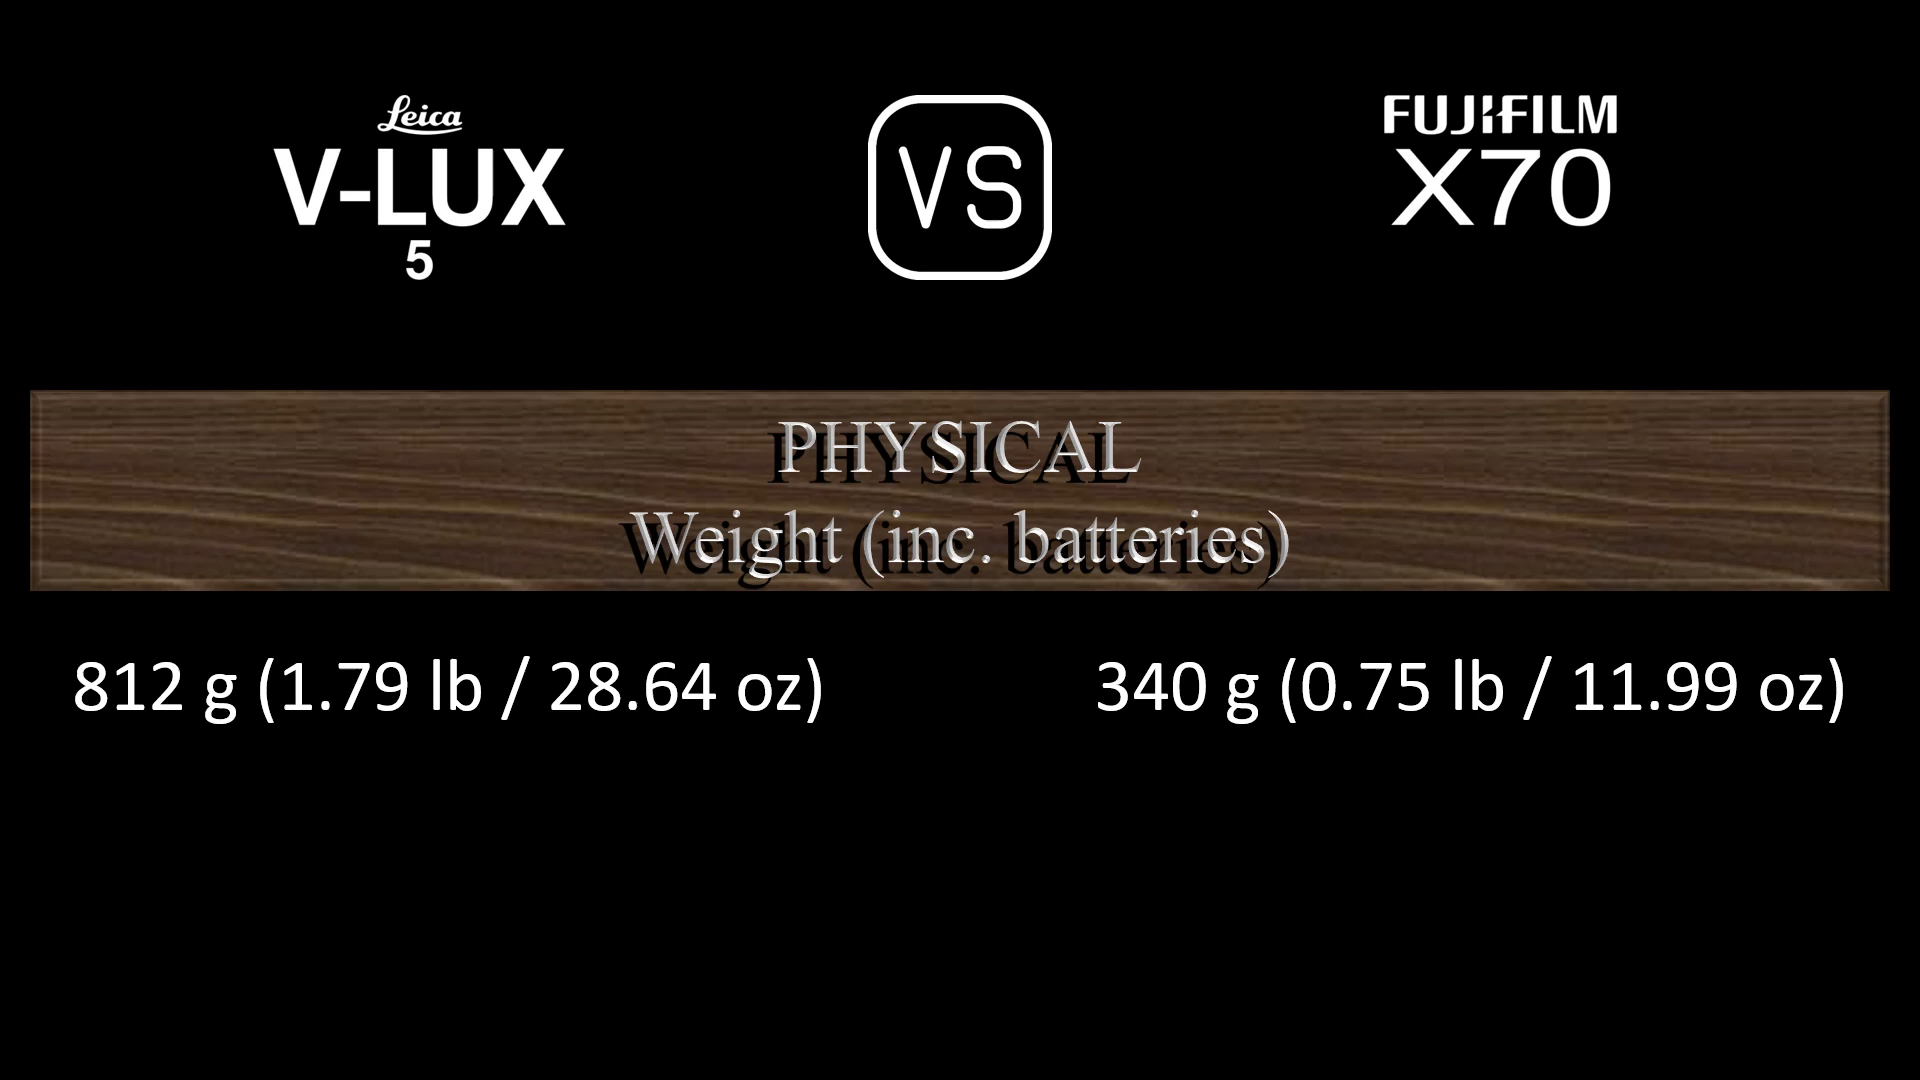 Leica
V-LUX
5
VS
FUJIFILM
X70
PHYSICAL
Weight (inc. batteries)
812 g (1.79 lb / 28.64 oz)
340 g (0.75 lb / 11.99 oz)